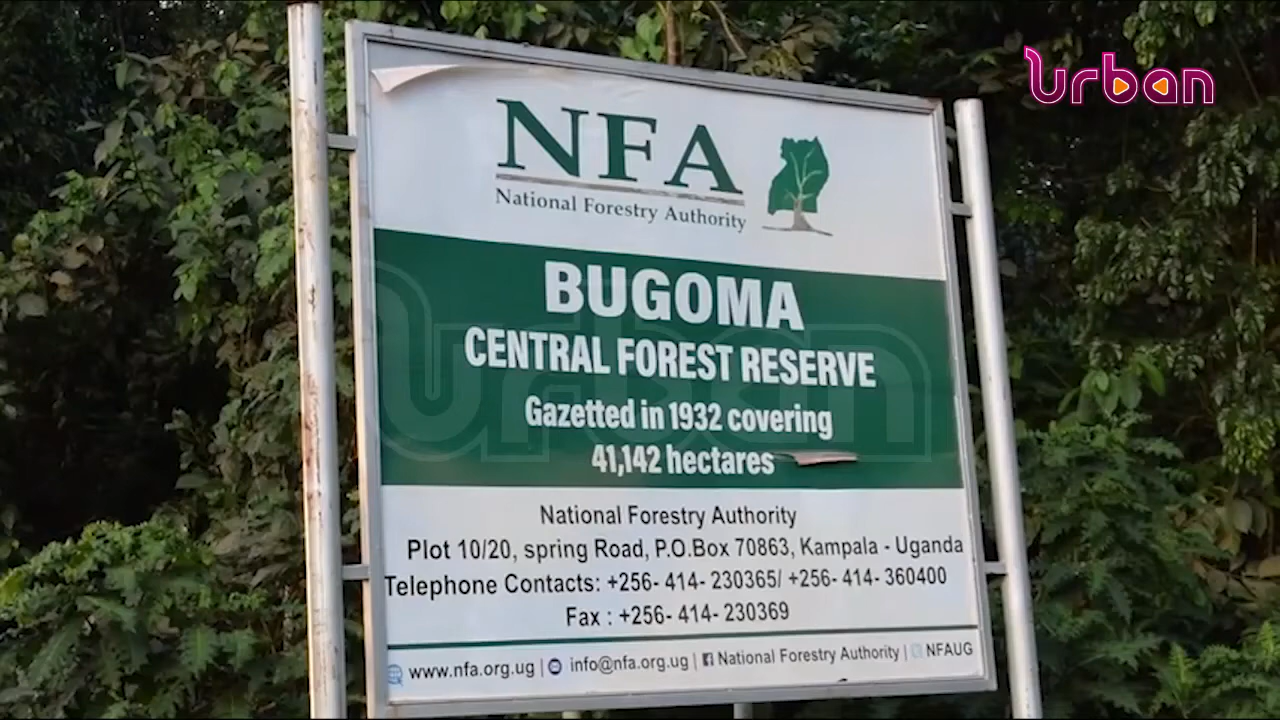 urban
NFA
National Forestry Authority
BUGOMA
CENTRAL FOREST RESERVE
Gazetted in 1932 covering
41,142 hectares
urban
National Forestry Authority
Plot 10/20, spring Road, P.O.Box 70863, Kampala - Uganda
Telephone Contacts: +256- 414- 230365/ +256- 414- 360400
Fax : +256- 414- 230369
www.nfa.org.ug | info@nfa.org.ug | National Forestry Authority | NFAUG